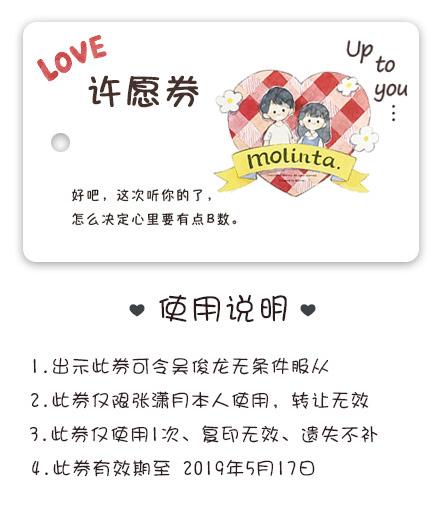 LOVE
许愿券
Up to you...
molinta.
好吧，这次听你的了，
怎么决定心里要有点B数。
使用说明
1.出示此券可令吴俊龙无条件服从
2.此券仅限张潇月本人使用，转让无效
3.此券仅使用1次、复印无效、遗失不补
4.此券有效期至 2019年5月17日